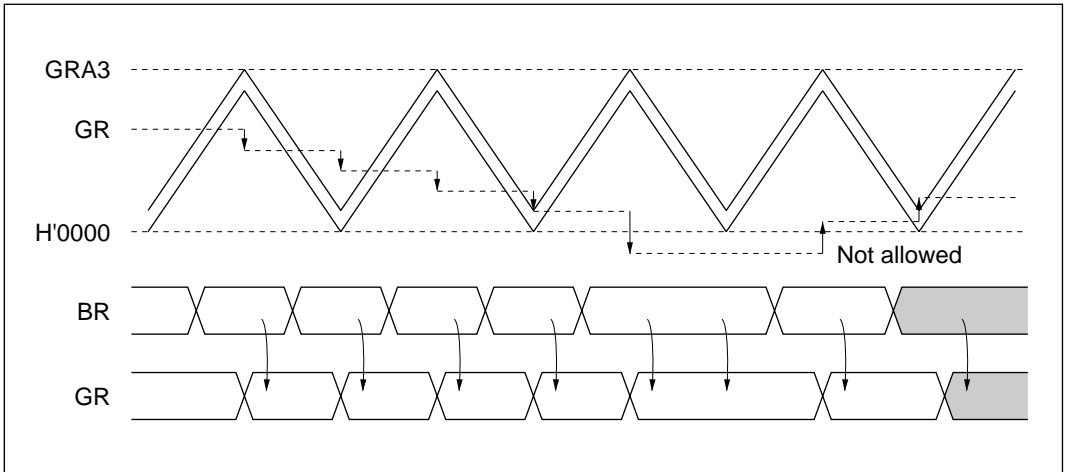 GRA3
GR
H'0000
Not allowed
BR
GR